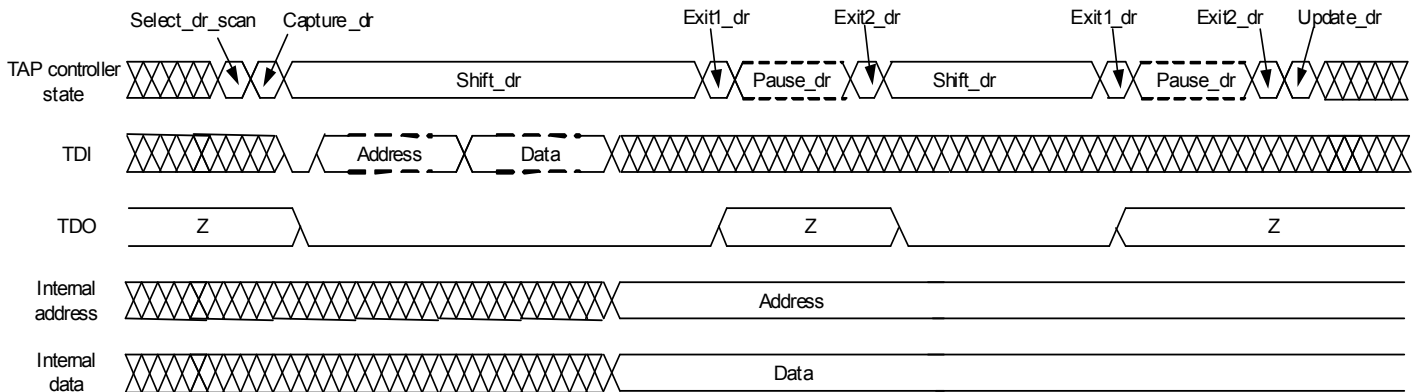 Select_dr_scan Capture_dr Exit1_dr Exit2_dr Exit1_dr Exit2_dr Update_dr
TAP controller
state
Shift_dr Pause_dr Shift_dr Pause_dr
TDI Address Data
TDO Z Z Z
Internal
address
Address
Internal
data
Data